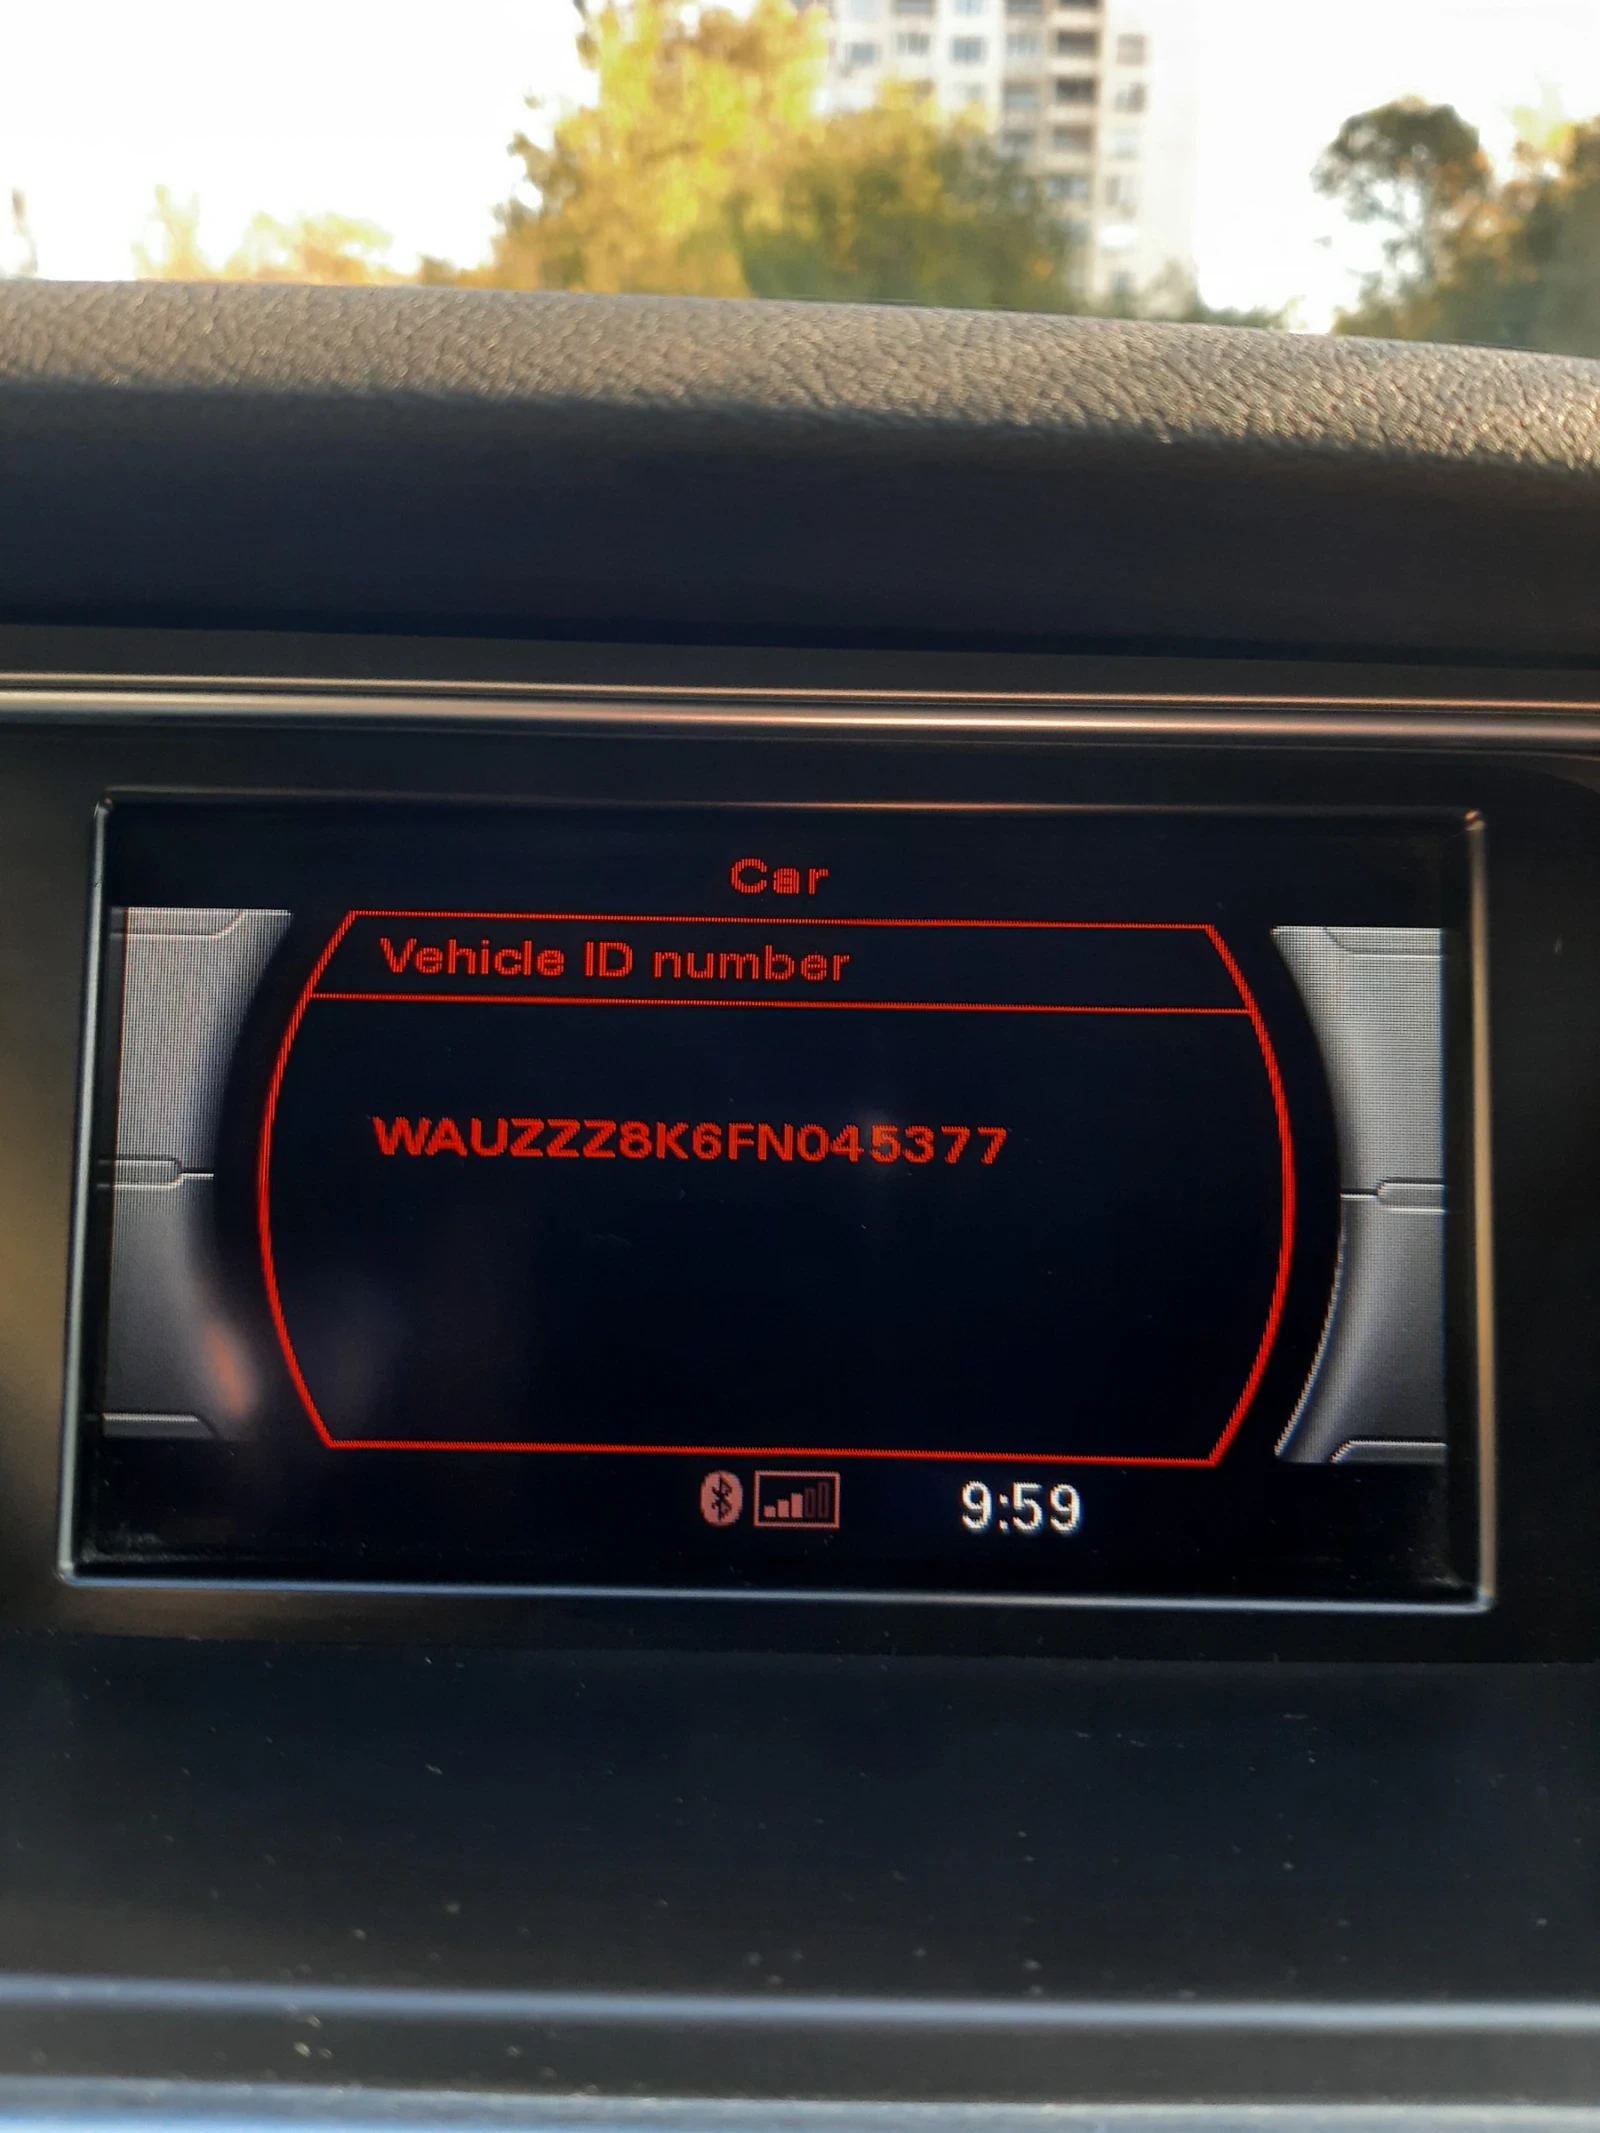 Car
Vehicle ID number
WAUZZZ8K6FN045377
9:59